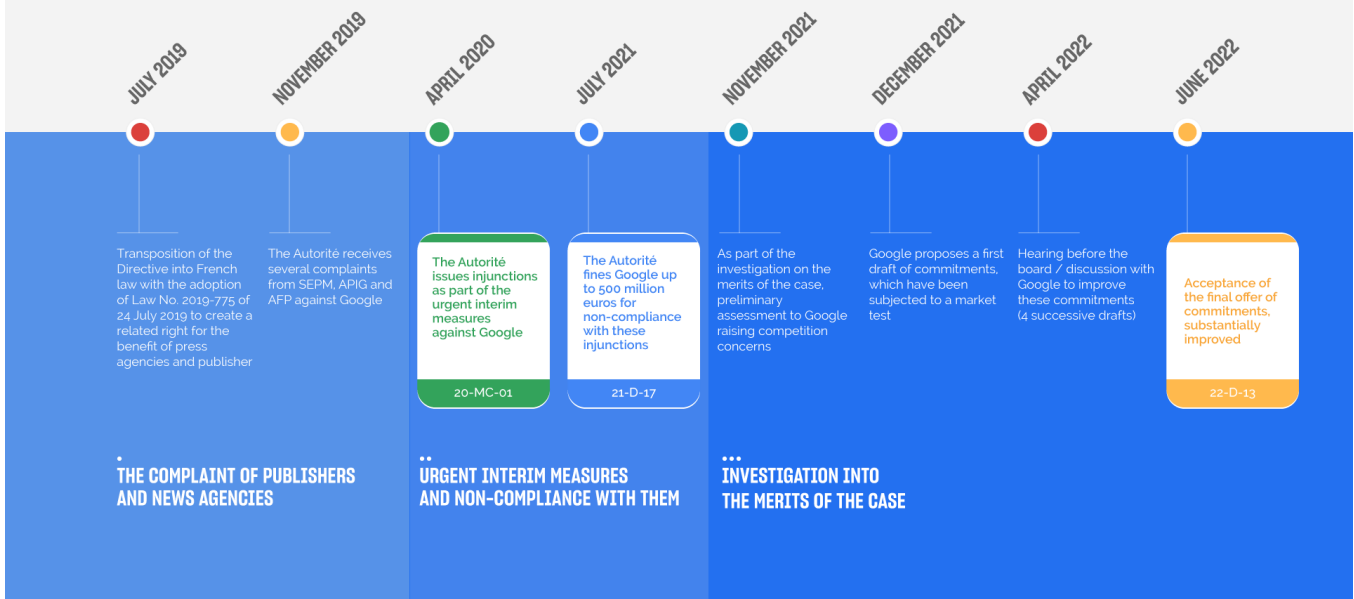 JULY 2019
NOVEMBER 2019
APRIL 2020
JULY 2021
NOVEMBER 2021
DECEMBER 2021
APRIL 2022
JUNE 2022
Transposition of the
Directive into French
law with the adoption
of Law No. 2019-775 of
24 July 2019 to create a
related right for the
benefit of press
agencies and publisher
The Autorité receives
several complaints
from SEPM, APIG and
AFP against Google
The Autorité
issues injunctions
as part of the
urgent interim
measures
against Google
20-MC-01
The Autorité
fines Google up
to 500 million
euros for
non-compliance
with these
injunctions
21-D-17
As part of the
investigation on the
merits of the case,
preliminary
assessment to Google
raising competition
concerns
Google proposes a first
draft of commitments,
which have been
subjected to a market
test
Hearing before the
board / discussion with
Google to improve
these commitments
(4 successive drafts)
Acceptance of
the final offer of
commitments,
substantially
improved
22-D-13
THE COMPLAINT OF PUBLISHERS
AND NEWS AGENCIES
URGENT INTERIM MEASURES
AND NON-COMPLIANCE WITH THEM
INVESTIGATION INTO
THE MERITS OF THE CASE